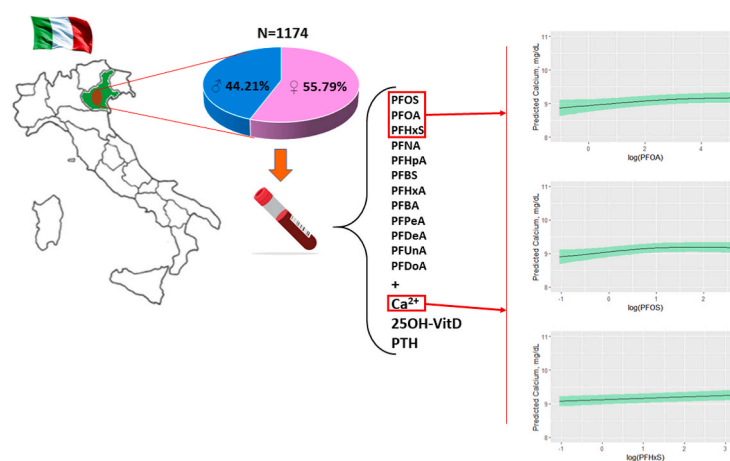 N=1174
♂ 44.21%
♀ 55.79%
PFOS
PFOA
PFHxS
PFNA
PFHpA
PFBS
PFHxA
PFBA
PFPeA
PFDeA
PFUnA
PFDoA
+
Ca²⁺
25OH-VitD
PTH
Predicted Calcium, mg/dL
11
10
9
8
0
2
4
log(PFOA)
Predicted Calcium, mg/dL
11
10
9
8
-1
0
1
2
log(PFOS)
Predicted Calcium, mg/dL
11
10
9
8
-1
0
1
2
3
log(PFHxS)